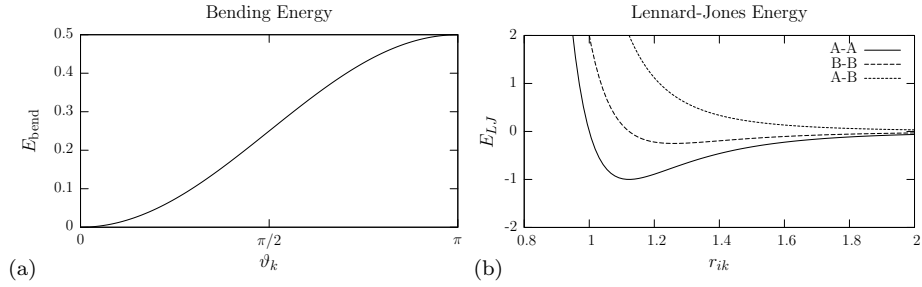 Bending Energy
0.5
0.4
0.3
0.2
0.1
0
E_bend
0 π/2 π
ϑ_k
(a)
Lennard-Jones Energy
2
1
0
-1
-2
E_LJ
A-A
B-B
A-B
0.8 1 1.2 1.4 1.6 1.8 2
r_ik
(b)